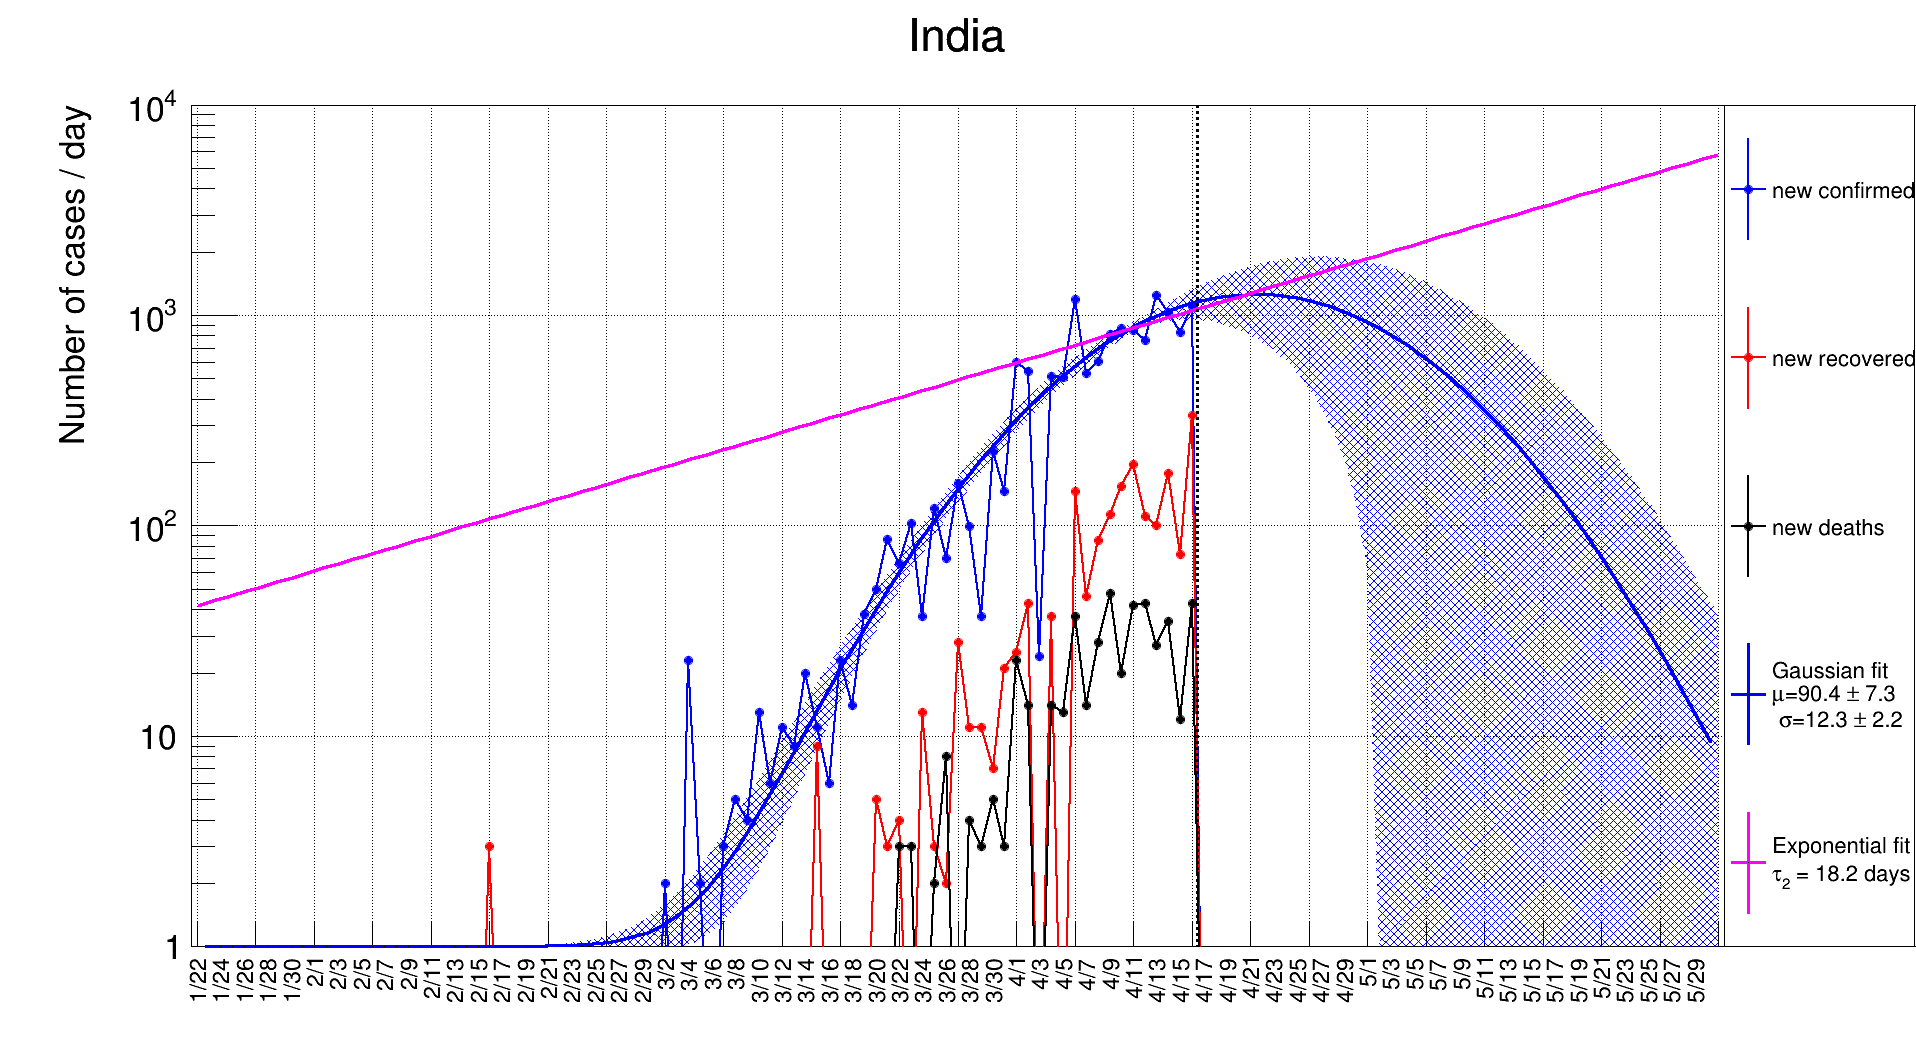 India
Number of cases / day
10⁴
10³
10²
10
1
1/22 1/24 1/26 1/28 1/30 2/1 2/3 2/5 2/7 2/9 2/11 2/13 2/15 2/17 2/19 2/21 2/23 2/25 2/27 2/29 3/2 3/4 3/6 3/8 3/10 3/12 3/14 3/16 3/18 3/20 3/22 3/24 3/26 3/28 3/30 4/1 4/3 4/5 4/7 4/9 4/11 4/13 4/15 4/17 4/19 4/21 4/23 4/25 4/27 4/29 5/1 5/3 5/5 5/7 5/9 5/11 5/13 5/15 5/17 5/19 5/21 5/23 5/25 5/27 5/29
new confirmed
new recovered
new deaths
Gaussian fit
μ=90.4 ± 7.3
σ=12.3 ± 2.2
Exponential fit
τ₂ = 18.2 days